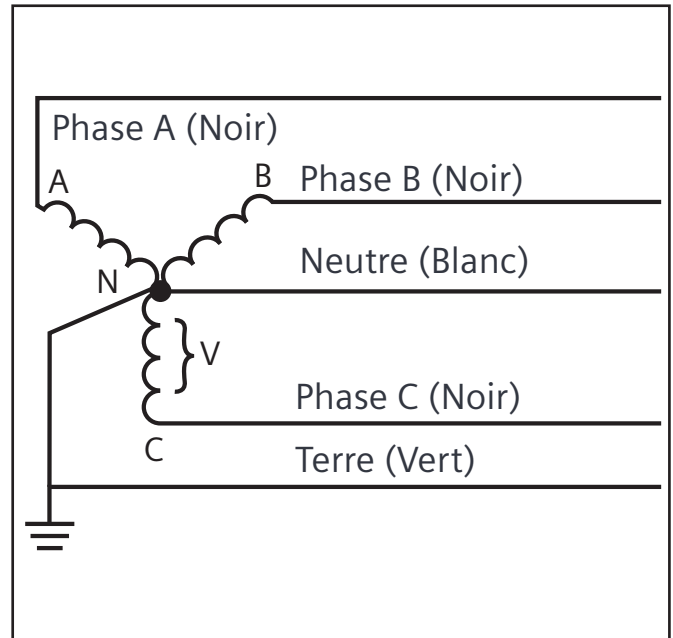 Phase A (Noir)
A
B
Phase B (Noir)
Neutre (Blanc)
N
V
Phase C (Noir)
C
Terre (Vert)